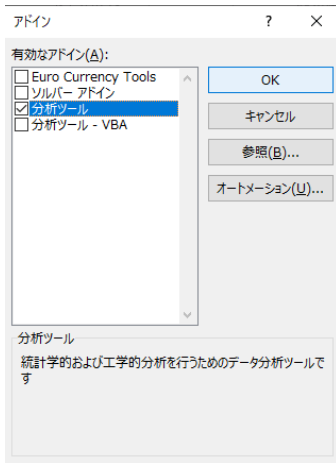 アドイン
有効なアドイン(A):
Euro Currency Tools
ソルバー アドイン
分析ツール
分析ツール - VBA
OK
キャンセル
参照(B)...
オートメーション(U)...
分析ツール
統計学的および工学的分析を行うためのデータ分析ツールで
す